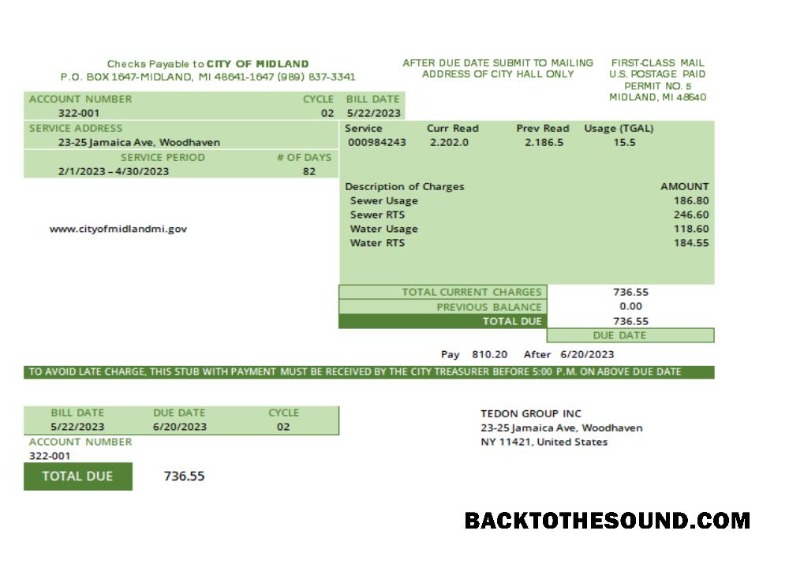 Checks Payable to CITY OF MIDLAND
P.O. BOX 1647-MIDLAND, MI 48641-1647 (989) 837-3341
AFTER DUE DATE SUBMIT TO MAILING
ADDRESS OF CITY HALL ONLY
FIRST-CLASS MAIL
U.S. POSTAGE PAID
PERMIT NO. 5
MIDLAND, MI 48640
ACCOUNT NUMBER CYCLE BILL DATE
322-001 02 5/22/2023
SERVICE ADDRESS
23-25 Jamaica Ave, Woodhaven
SERVICE PERIOD # OF DAYS
2/1/2023 – 4/30/2023 82
www.cityofmidlandmi.gov
Service Curr Read Prev Read Usage (TGAL)
000984243 2.202.0 2.186.5 15.5
Description of Charges AMOUNT
Sewer Usage 186.80
Sewer RTS 246.60
Water Usage 118.60
Water RTS 184.55
TOTAL CURRENT CHARGES 736.55
PREVIOUS BALANCE 0.00
TOTAL DUE 736.55
DUE DATE
Pay 810.20 After 6/20/2023
TO AVOID LATE CHARGE, THIS STUB WITH PAYMENT MUST BE RECEIVED BY THE CITY TREASURER BEFORE 5:00 P.M. ON ABOVE DUE DATE
BILL DATE DUE DATE CYCLE
5/22/2023 6/20/2023 02
ACCOUNT NUMBER
322-001
TOTAL DUE 736.55
TEDON GROUP INC
23-25 Jamaica Ave, Woodhaven
NY 11421, United States
BACKTOTHESOUND.COM